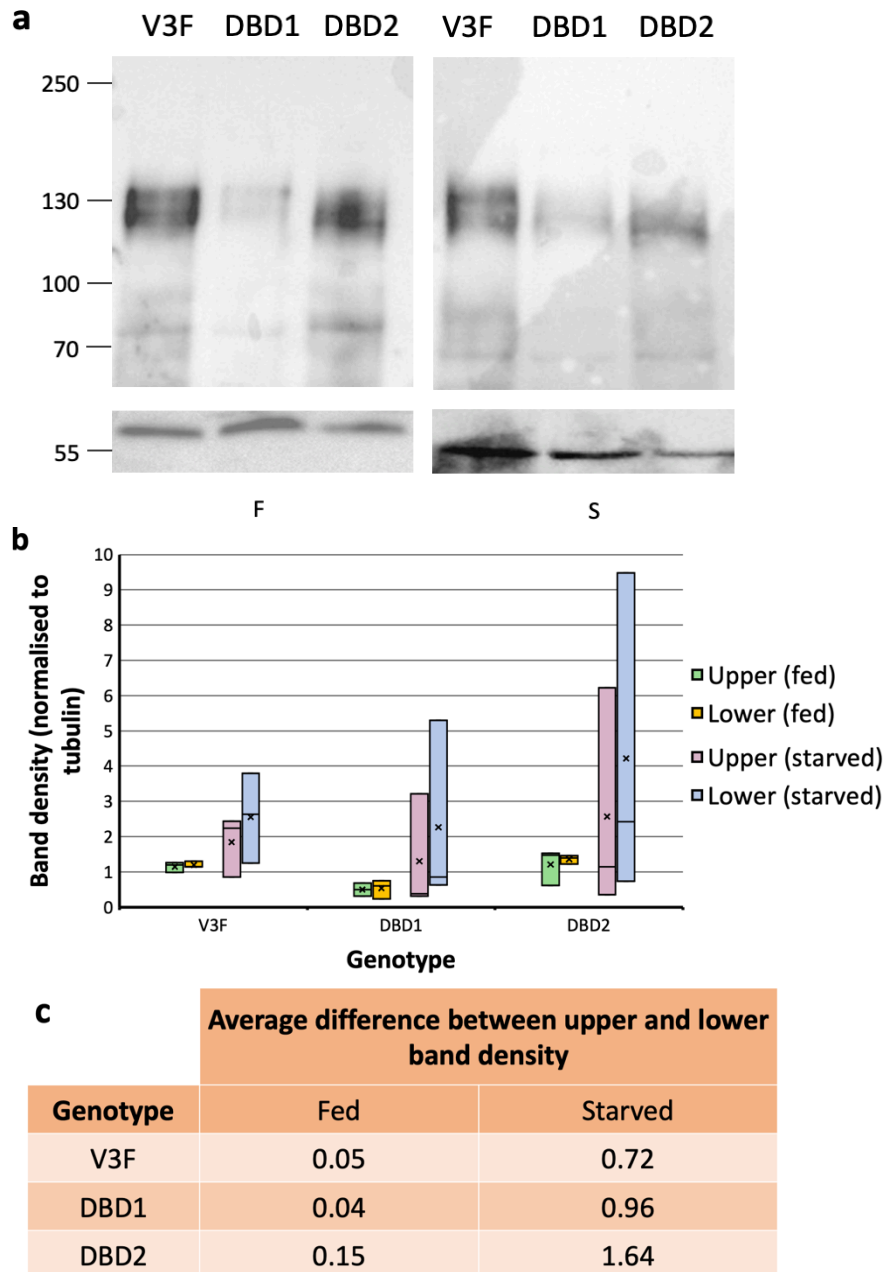 a
V3F DBD1 DBD2 V3F DBD1 DBD2
250
130
100
70
55
F S
b
Band density (normalised to
tubulin)
10
9
8
7
6
5
4
3
2
1
0
V3F DBD1 DBD2
Genotype
Upper (fed)
Lower (fed)
Upper (starved)
Lower (starved)
c
Average difference between upper and lower
band density
Genotype Fed Starved
V3F 0.05 0.72
DBD1 0.04 0.96
DBD2 0.15 1.64